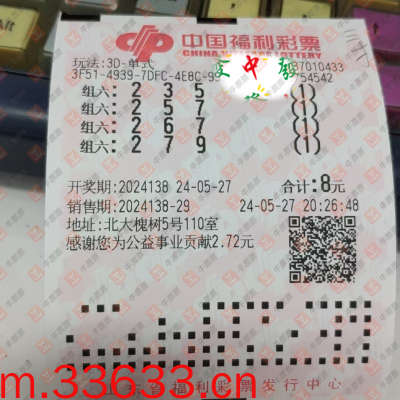 中国福利彩票
CHINA WELFARE LOTTERY
玩法:3D-单式
37010433
3F51-4939-7DFC-4E8C-9
754542
中
组六: 2 3 5 (1)
组六: 2 5 7 (1)
组六: 2 6 7 (1)
组六: 2 7 9 (1)
开奖期:2024138 24-05-27 合计:8元
销售期:2024138-29 24-05-27 20:26:48
地址:北大槐树5号110室
感谢您为公益事业贡献2.72元
省福利彩票发行中心
m.33633.cn